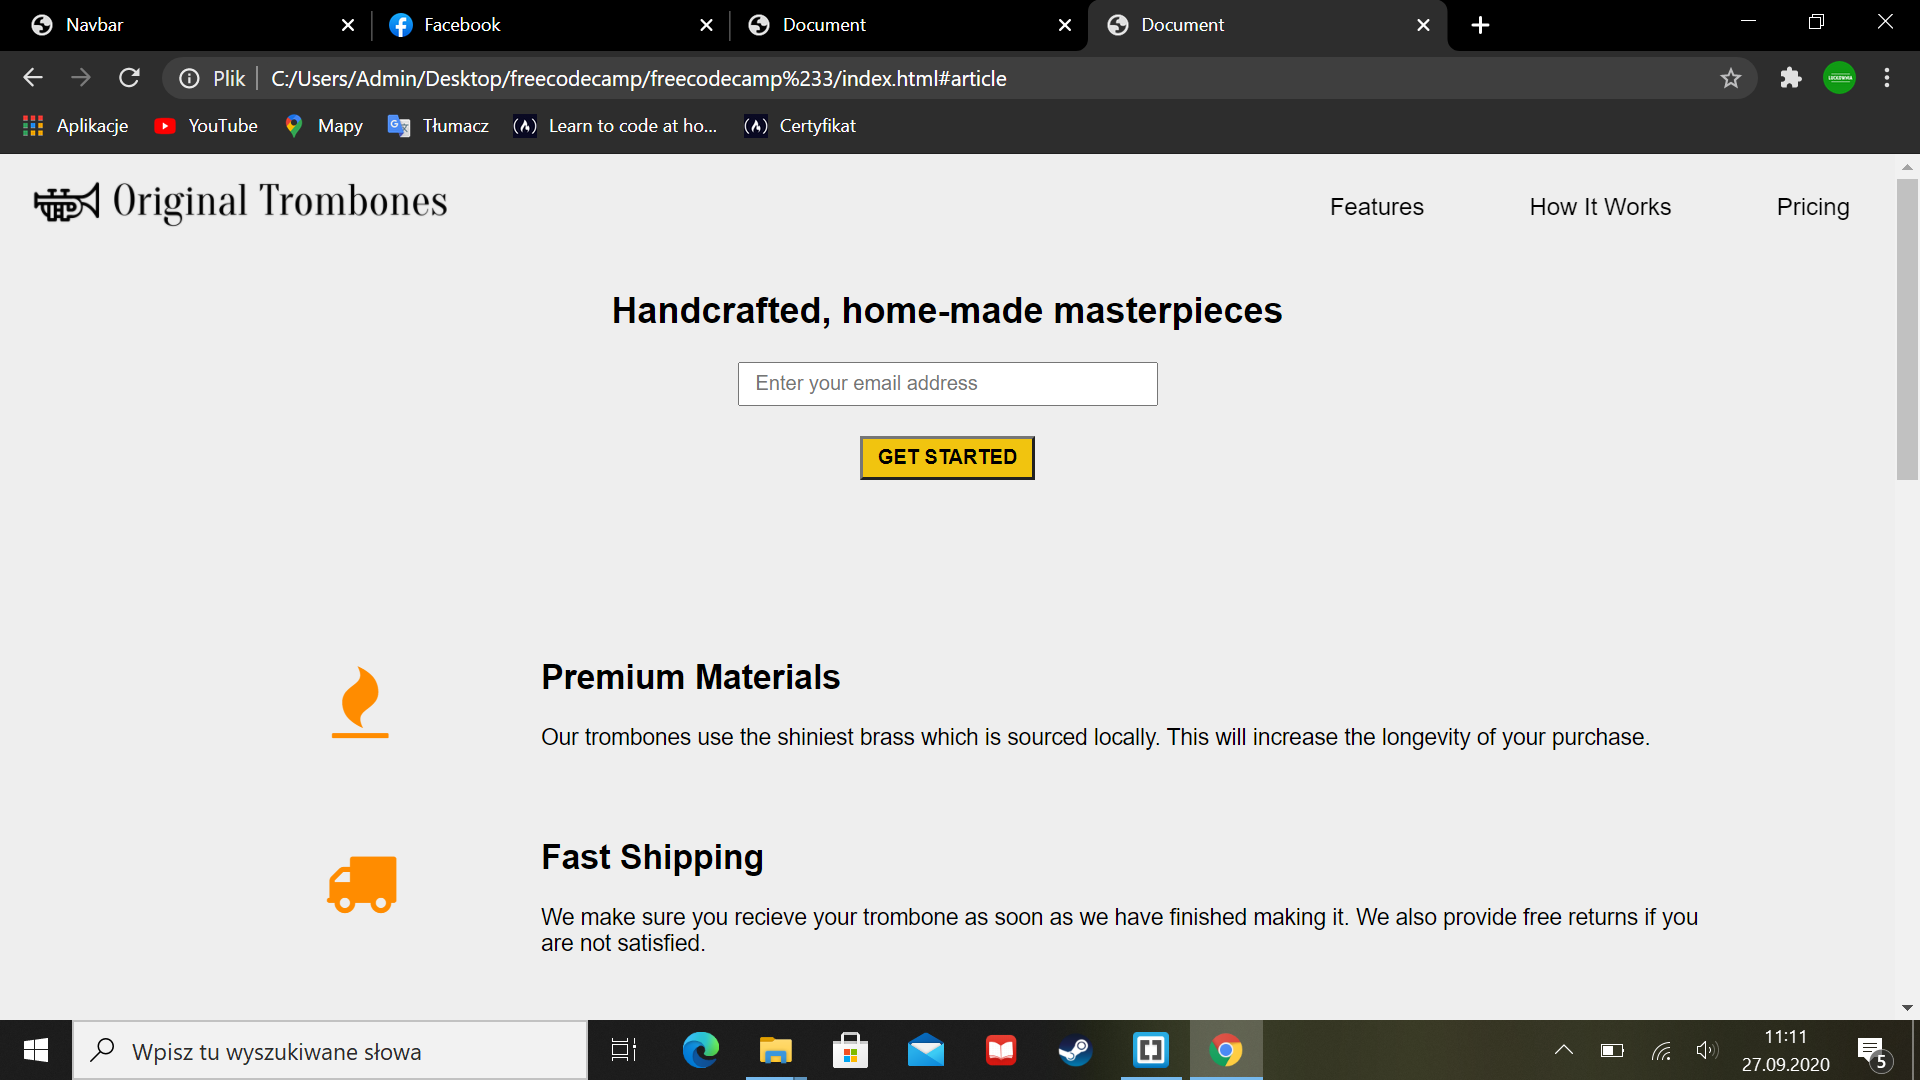 Navbar
Facebook
Document
Document
Plik
C:/Users/Admin/Desktop/freecodecamp/freecodecamp%233/index.html#article
Aplikacje
YouTube
Mapy
Tłumacz
Learn to code at ho...
Certyfikat
Original Trombones
Features
How It Works
Pricing
Handcrafted, home-made masterpieces
Enter your email address
GET STARTED
Premium Materials
Our trombones use the shiniest brass which is sourced locally. This will increase the longevity of your purchase.
Fast Shipping
We make sure you recieve your trombone as soon as we have finished making it. We also provide free returns if you
are not satisfied.
Wpisz tu wyszukiwane słowa
11:11
27.09.2020
5